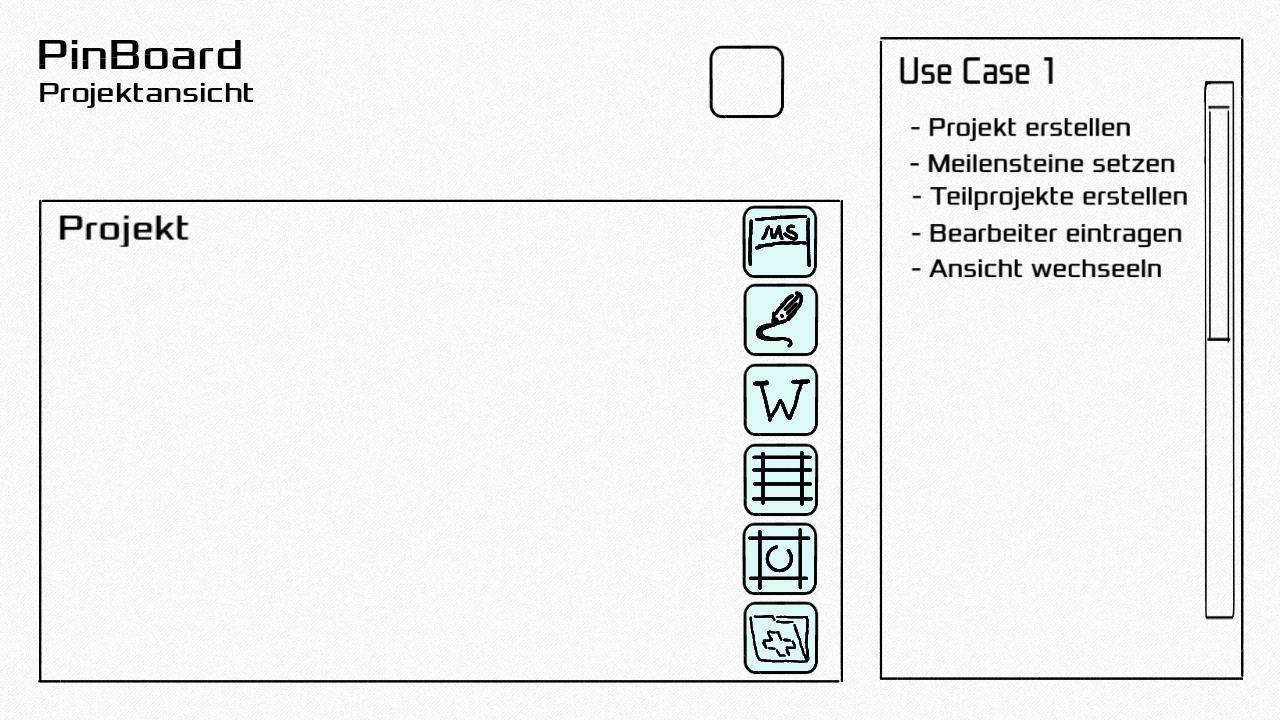 PinBoard
Projektansicht
Projekt
MS
W
Use Case 1
- Projekt erstellen
- Meilensteine setzen
- Teilprojekte erstellen
- Bearbeiter eintragen
- Ansicht wechseeln